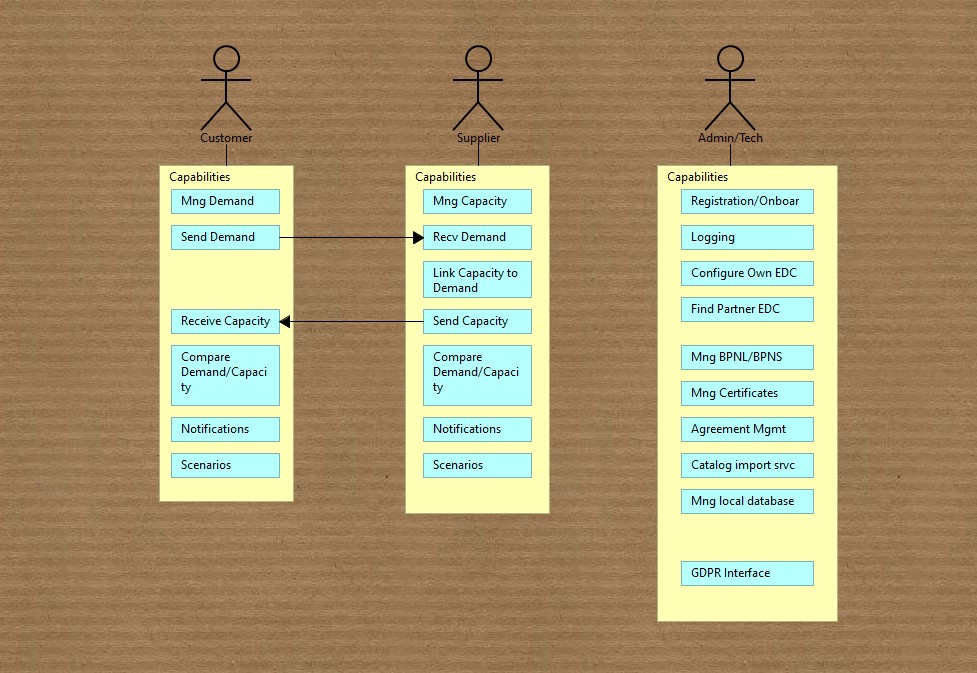 Customer
Supplier
Admin/Tech
Capabilities
Mng Demand
Send Demand
Receive Capacity
Compare
Demand/Capaci
ty
Notifications
Scenarios
Capabilities
Mng Capacity
Recv Demand
Link Capacity to
Demand
Send Capacity
Compare
Demand/Capaci
ty
Notifications
Scenarios
Capabilities
Registration/Onboar
Logging
Configure Own EDC
Find Partner EDC
Mng BPNL/BPNS
Mng Certificates
Agreement Mgmt
Catalog import srvc
Mng local database
GDPR Interface